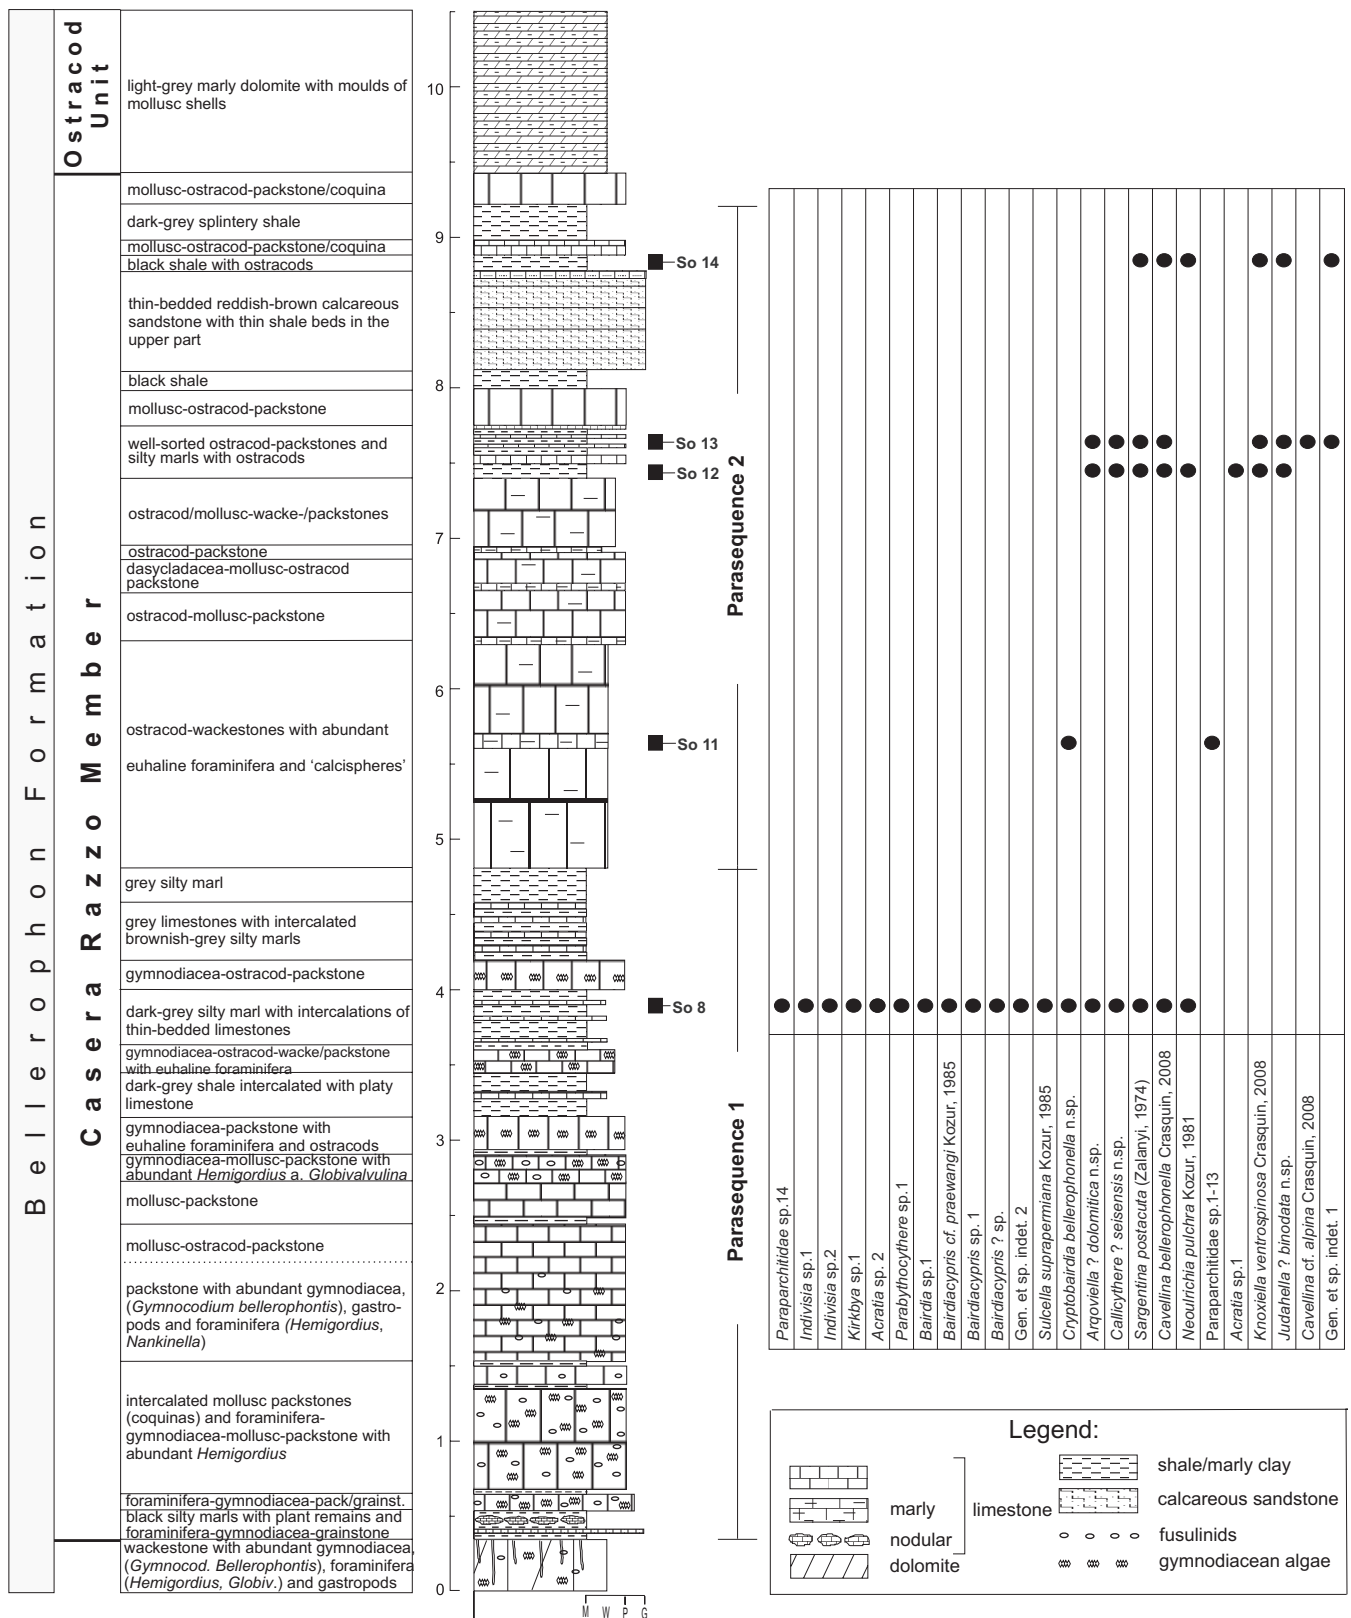 Bellerophon Formation
Ostracod
Unit
Casera Razzo Member
light-grey marly dolomite with moulds of
mollusc shells
mollusc-ostracod-packstone/coquina
dark-grey splintery shale
mollusc-ostracod-packstone/coquina
black shale with ostracods
thin-bedded reddish-brown calcareous
sandstone with thin shale beds in the
upper part
black shale
mollusc-ostracod-packstone
well-sorted ostracod-packstones and
silty marls with ostracods
ostracod/mollusc-wacke-/packstones
ostracod-packstone
dasycladacea-mollusc-ostracod
packstone
ostracod-mollusc-packstone
ostracod-wackestones with abundant
euhaline foraminifera and ‘calcispheres’
grey silty marl
grey limestones with intercalated
brownish-grey silty marls
gymnodiacea-ostracod-packstone
dark-grey silty marl with intercalations of
thin-bedded limestones
gymnodiacea-ostracod-wacke/packstone
with euhaline foraminifera
dark-grey shale intercalated with platy
limestone
gymnodiacea-packstone with
euhaline foraminifera and ostracods
gymnodiacea-mollusc-packstone with
abundant Hemigordius a. Globivalvulina
mollusc-packstone
mollusc-ostracod-packstone
packstone with abundant gymnodiacea,
(Gymnocodium bellerophontis), gastro-
pods and foraminifera (Hemigordius,
Nankinella)
intercalated mollusc packstones
(coquinas) and foraminifera-
gymnodiacea-mollusc-packstone with
abundant Hemigordius
foraminifera-gymnodiacea-pack/grainst.
black silty marls with plant remains and
foraminifera-gymnodiacea-grainstone
wackestone with abundant gymnodiacea,
(Gymnocod. Bellerophontis), foraminifera
(Hemigordius, Globiv.) and gastropods
10
9
8
7
6
5
4
3
2
1
0
M W P G
So 14
So 13
So 12
So 11
So 8
Parasequence 2
Parasequence 1
Paraparchitidae sp.14
Indivisia sp.1
Indivisia sp.2
Kirkbya sp.1
Acratia sp. 2
Parabythocythere sp.1
Bairdia sp.1
Bairdiacypris cf. praewangi Kozur, 1985
Bairdiacypris sp. 1
Bairdiacypris ? sp.
Gen. et sp. indet. 2
Sulcella suprapermiana Kozur, 1985
Cryptobairdia bellerophonella n.sp.
Arqoviella ? dolomitica n.sp.
Callicythere ? seisensis n.sp.
Sargentina postacuta (Zalanyi, 1974)
Cavellina bellerophonella Crasquin, 2008
Neoulrichia pulchra Kozur, 1981
Paraparchitidae sp.1-13
Acratia sp.1
Knoxiella ventrospinosa Crasquin, 2008
Judahella ? binodata n.sp.
Cavellina cf. alpina Crasquin, 2008
Gen. et sp. indet. 1
Legend:
marly
nodular
limestone
dolomite
shale/marly clay
calcareous sandstone
fusulinids
gymnodiacean algae